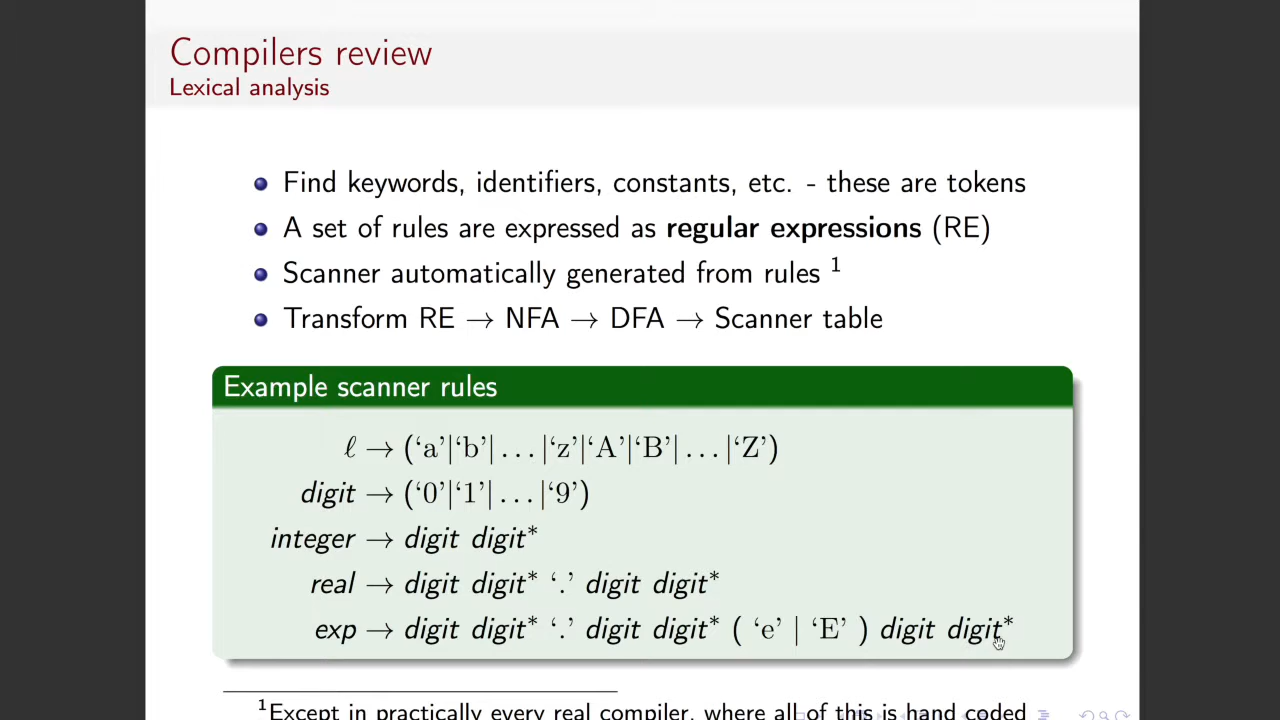 Compilers review
Lexical analysis
Find keywords, identifiers, constants, etc. - these are tokens
A set of rules are expressed as regular expressions (RE)
Scanner automatically generated from rules 1
Transform RE → NFA → DFA → Scanner table
Example scanner rules
ℓ → (‘a’|‘b’|...|‘z’|‘A’|‘B’|...|‘Z’)
digit → (‘0’|‘1’|...|‘9’)
integer → digit digit*
real → digit digit* ‘.’ digit digit*
exp → digit digit* ‘.’ digit digit* ( ‘e’ | ‘E’ ) digit digit*
1Except in practically every real compiler, where all of this is hand coded